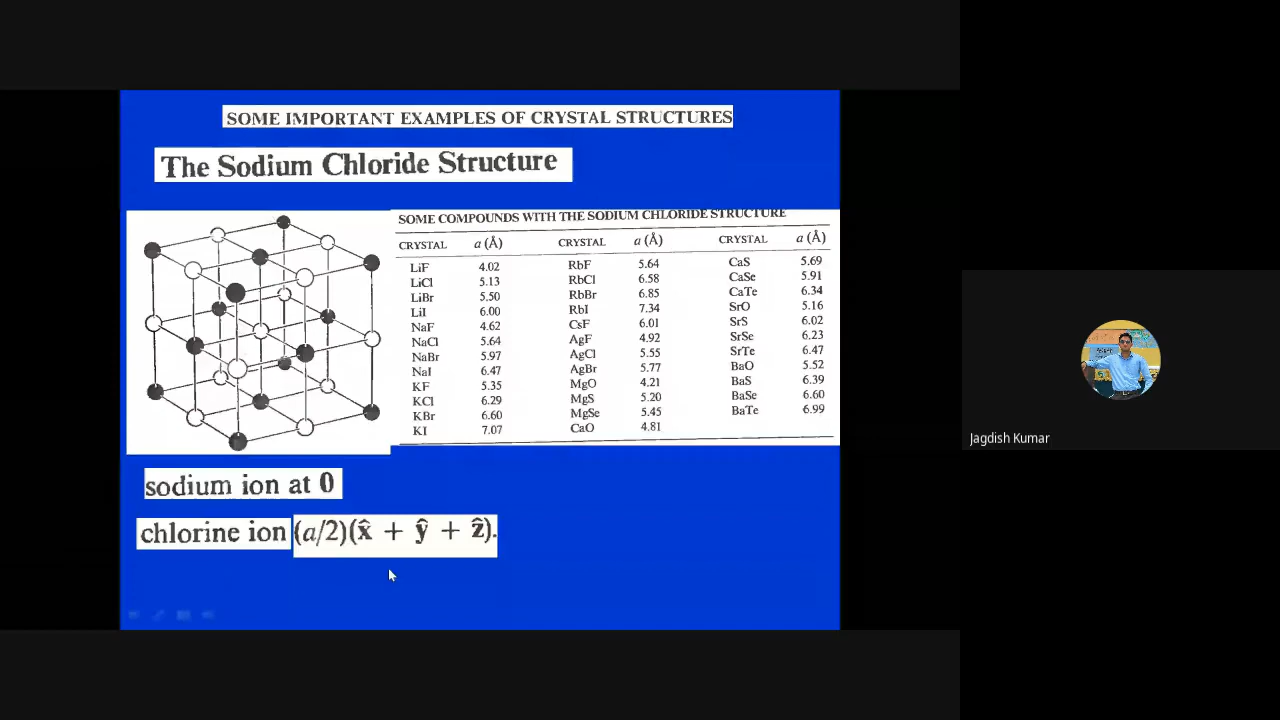 SOME IMPORTANT EXAMPLES OF CRYSTAL STRUCTURES
The Sodium Chloride Structure
SOME COMPOUNDS WITH THE SODIUM CHLORIDE STRUCTURE
CRYSTAL a (Å) CRYSTAL a (Å) CRYSTAL a (Å)
LiF 4.02 RbF 5.64 CaS 5.69
LiCl 5.13 RbCl 6.58 CaSe 5.91
LiBr 5.50 RbBr 6.85 CaTe 6.34
LiI 6.00 RbI 7.34 SrO 5.16
NaF 4.62 CsF 6.01 SrS 6.02
NaCl 5.64 AgF 4.92 SrSe 6.23
NaBr 5.97 AgCl 5.55 SrTe 6.47
NaI 6.47 AgBr 5.77 BaO 5.52
KF 5.35 MgO 4.21 BaS 6.39
KCl 6.29 MgS 5.20 BaSe 6.60
KBr 6.60 MgSe 5.45 BaTe 6.99
KI 7.07 CaO 4.81
sodium ion at 0
chlorine ion (a/2)(x̂ + ŷ + ẑ).
Jagdish Kumar